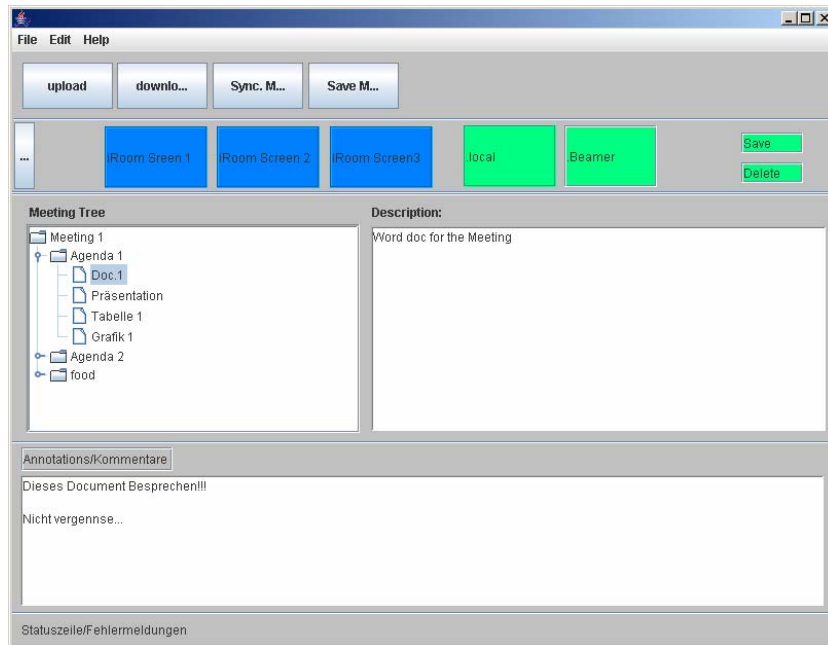 File Edit Help
upload downlo... Sync. M... Save M...
... iRoom Sreen 1 iRoom Screen 2 iRoom Screen3 .local .Beamer Save
Delete
Meeting Tree Description:
Meeting 1 Word doc for the Meeting
Agenda 1
Doc.1
Präsentation
Tabelle 1
Grafik 1
Agenda 2
food
Annotations/Kommentare
Dieses Document Besprechen!!!
Nicht vergennse...
Statuszeile/Fehlermeldungen